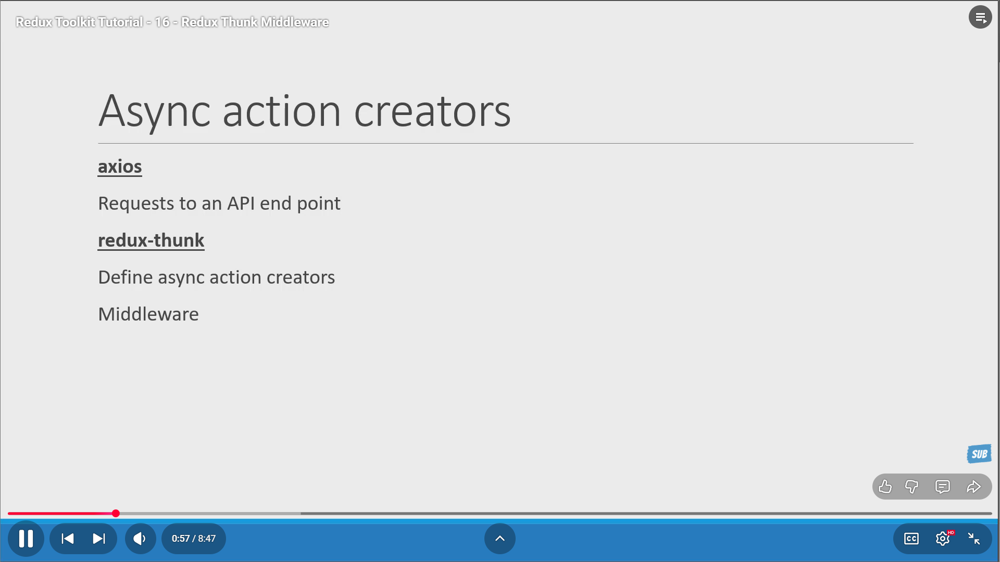 Redux Toolkit Tutorial - 16 - Redux Thunk Middleware
Async action creators
axios
Requests to an API end point
redux-thunk
Define async action creators
Middleware
SUB
0:57 / 8:47
CC
HD